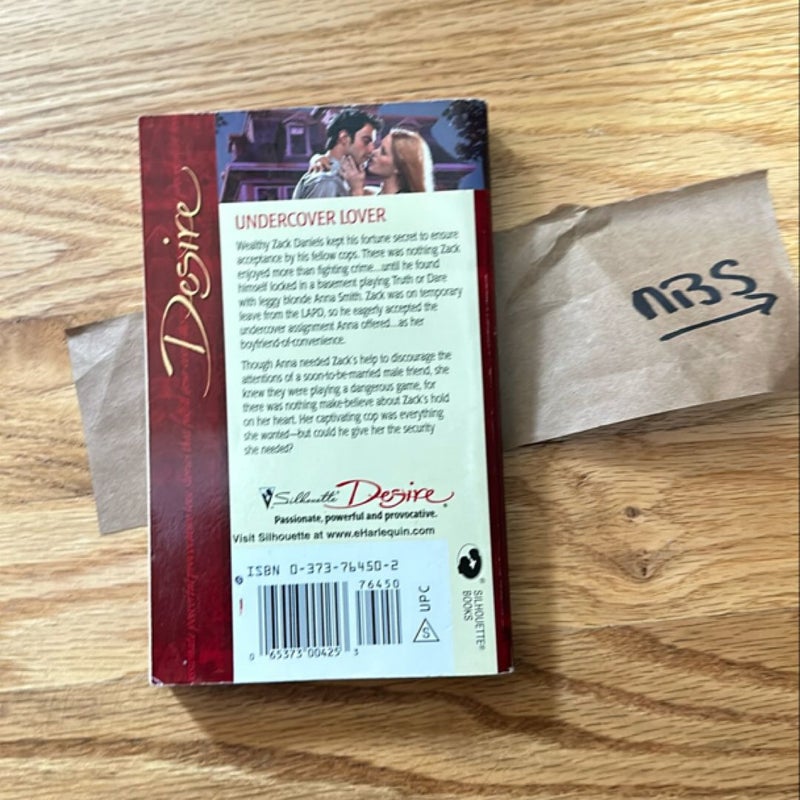 Desire
UNDERCOVER LOVER
Wealthy Zack Daniels kept his fortune secret to ensure
acceptance by his fellow cops. There was nothing Zack
enjoyed more than fighting crime...until he found
himself locked in a basement playing Truth or Dare
with leggy blonde Anna Smith. Zack was on temporary
leave from the LAPD, so he eagerly accepted the
undercover assignment Anna offered...as her
boyfriend-of-convenience.
Though Anna needed Zack's help to discourage the
attentions of a soon-to-be-married male friend, she
knew they were playing a dangerous game, for
there was nothing make-believe about Zack's hold
on her heart. Her captivating cop was everything
she wanted—but could he give her the security
she needed?
Silhouette Desire®
Passionate, powerful and provocative.
Visit Silhouette at www.eHarlequin.com
ISBN 0-373-76450-2
76450
0 65373 00425 3
S UPC
®
SILHOUETTE®
BOOKS
NBS